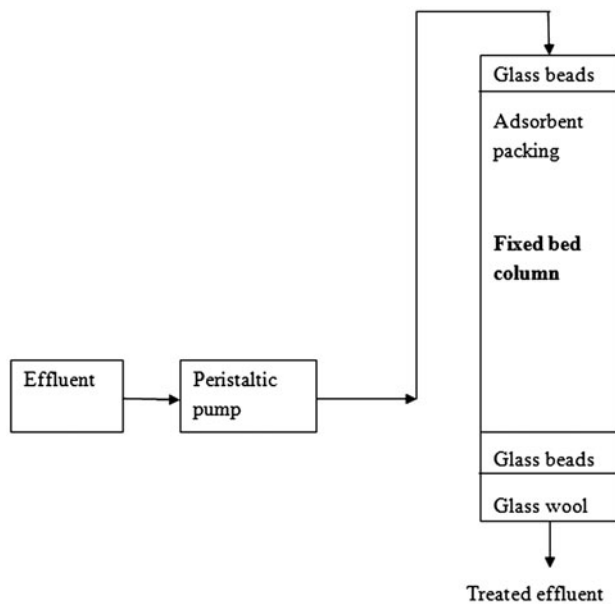 Glass beads
Adsorbent
packing
Fixed bed
column
Effluent
Peristaltic
pump
Glass beads
Glass wool
Treated effluent